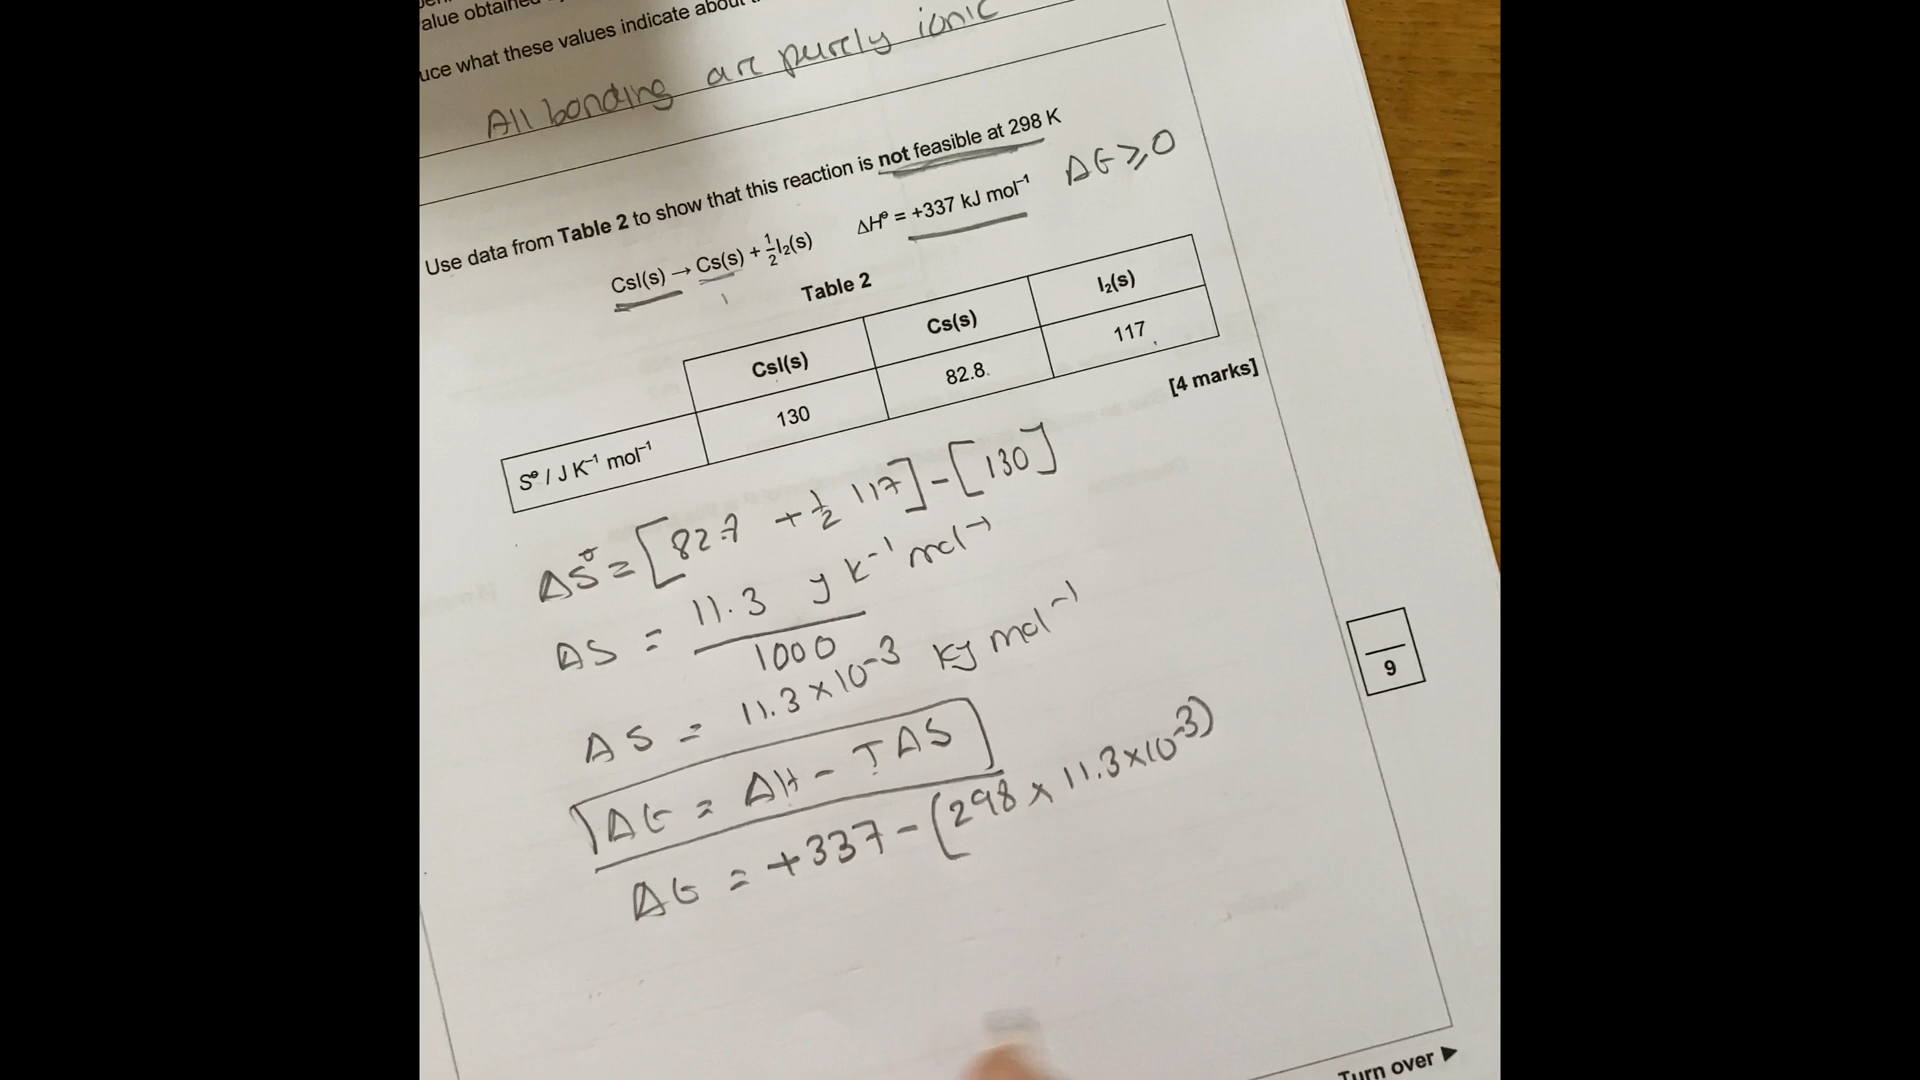 alue obtained
uce what these values indicate about
All bonding are purely ionic
Use data from Table 2 to show that this reaction is not feasible at 298 K
ΔG ⩾ 0
CsI(s) → Cs(s) + ½I₂(s) ΔH⦵ = +337 kJ mol⁻¹
Table 2
CsI(s) Cs(s) I₂(s)
S⦵ / J K⁻¹ mol⁻¹ 130 82.8 117
[4 marks]
ΔS⦵ = [82.7 + ½ 117] - [130]
ΔS = 11.3 J K⁻¹ mol⁻¹
1000
ΔS = 11.3 × 10⁻³ kJ mol⁻¹
ΔG = ΔH - TΔS
ΔG = +337 - (298 × 11.3×10⁻³)
9
Turn over ►